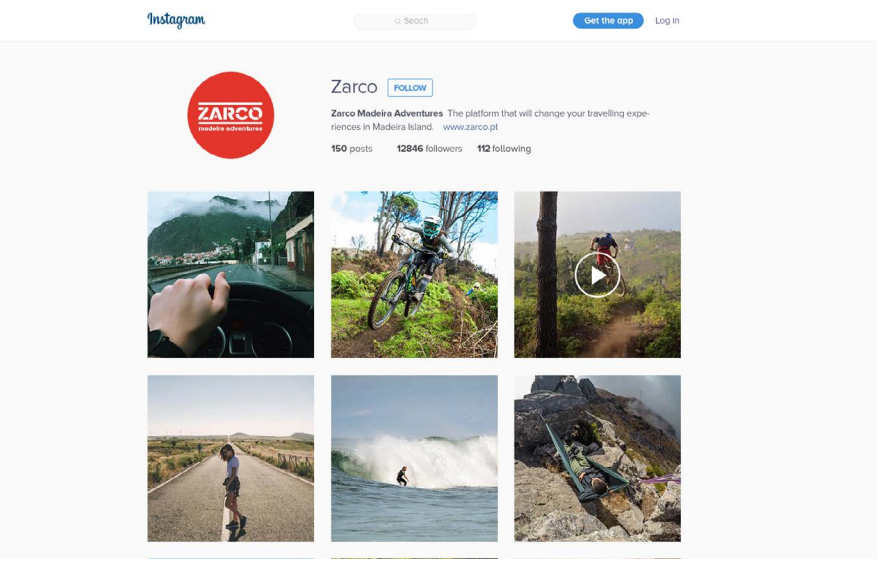 Instagram
Seach
Get the app
Log in
ZARCO
madeira adventures
Zarco
FOLLOW
Zarco Madeira Adventures The platform that will change your travelling expe-
riences in Madeira Island. www.zarco.pt
150 posts 12846 followers 112 following